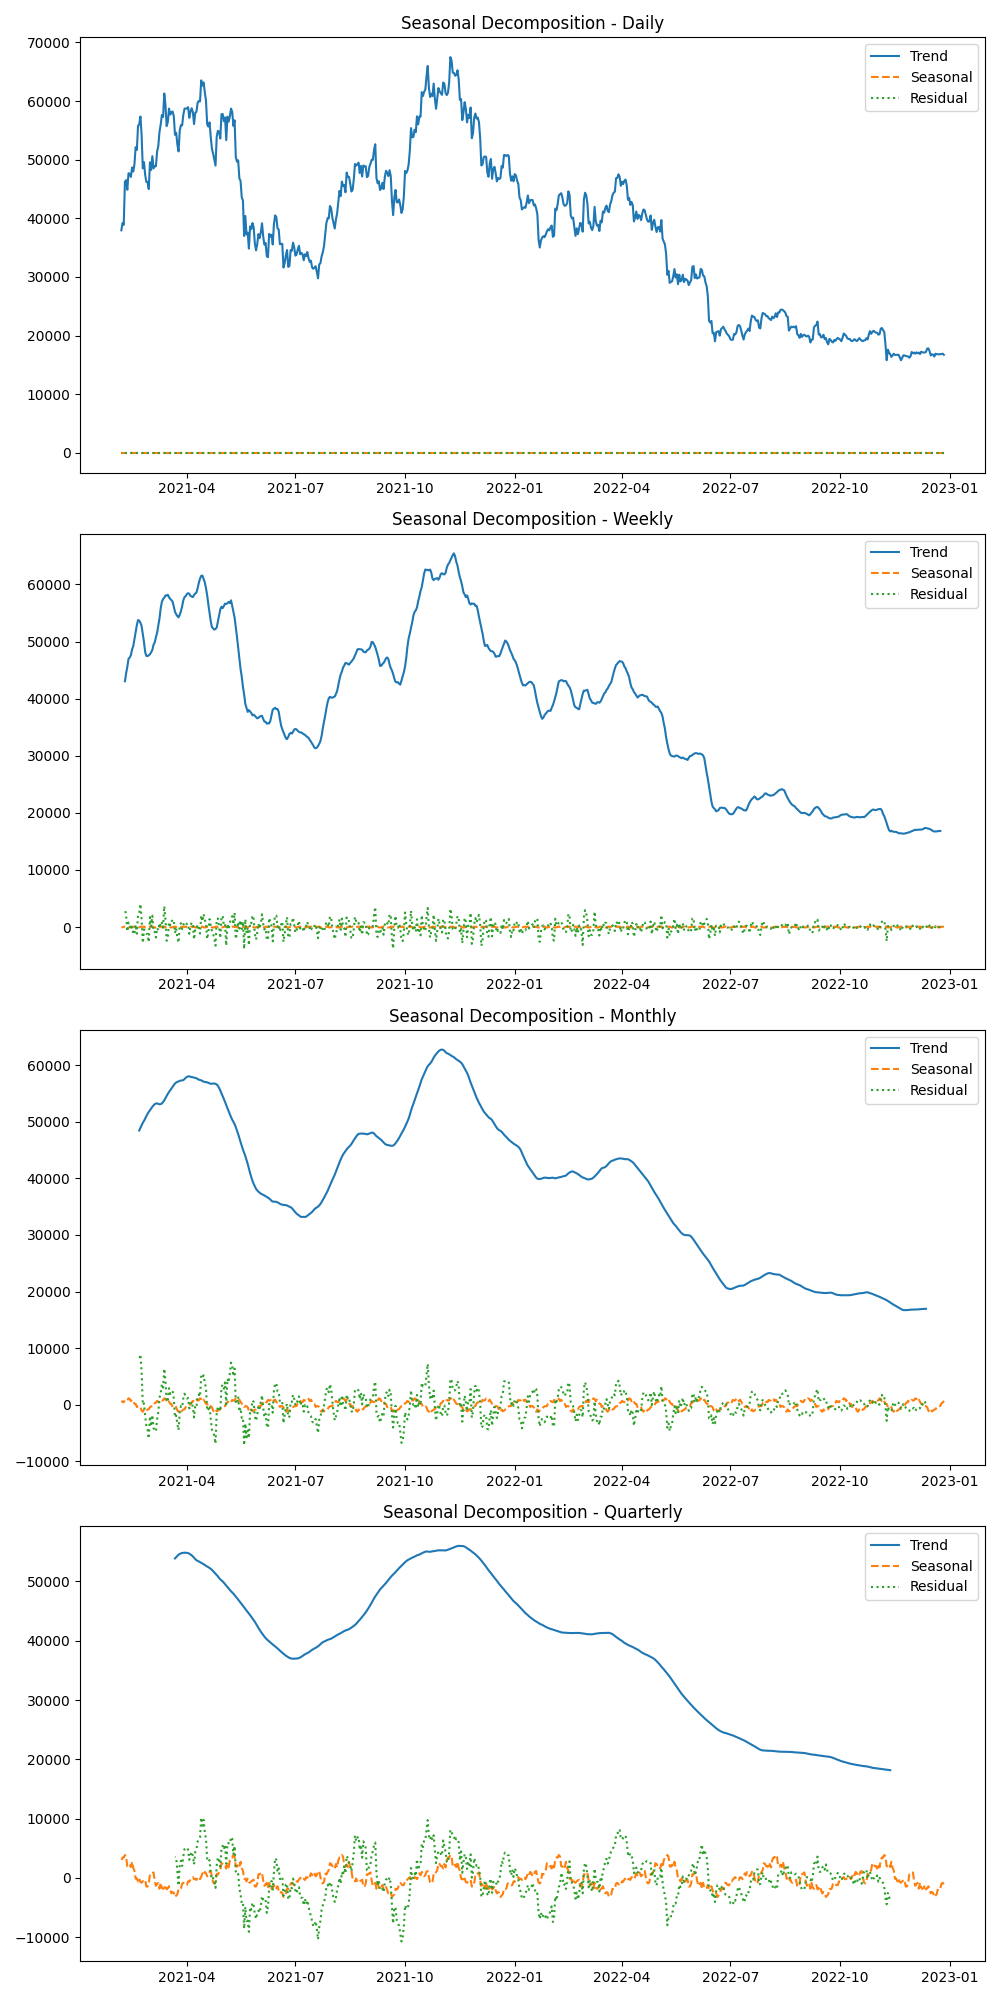 Seasonal Decomposition - Daily
Trend
Seasonal
Residual
70000
60000
50000
40000
30000
20000
10000
0
2021-04 2021-07 2021-10 2022-01 2022-04 2022-07 2022-10 2023-01
Seasonal Decomposition - Weekly
Trend
Seasonal
Residual
60000
50000
40000
30000
20000
10000
0
2021-04 2021-07 2021-10 2022-01 2022-04 2022-07 2022-10 2023-01
Seasonal Decomposition - Monthly
Trend
Seasonal
Residual
60000
50000
40000
30000
20000
10000
0
−10000
2021-04 2021-07 2021-10 2022-01 2022-04 2022-07 2022-10 2023-01
Seasonal Decomposition - Quarterly
Trend
Seasonal
Residual
50000
40000
30000
20000
10000
0
−10000
2021-04 2021-07 2021-10 2022-01 2022-04 2022-07 2022-10 2023-01